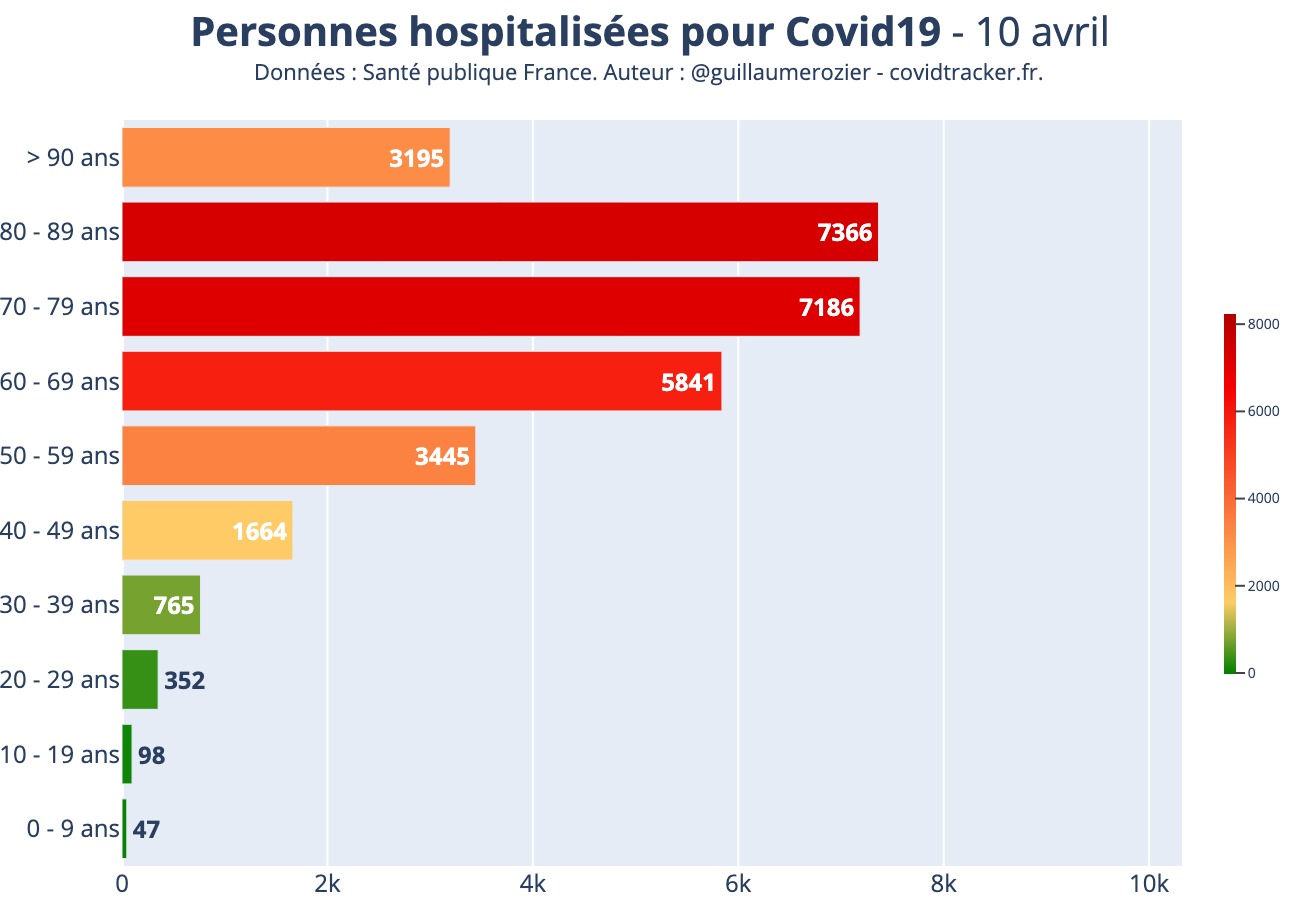 Personnes hospitalisées pour Covid19 - 10 avril
Données : Santé publique France. Auteur : @guillaumerozier - covidtracker.fr.
> 90 ans 3195
80 - 89 ans 7366
70 - 79 ans 7186
60 - 69 ans 5841
50 - 59 ans 3445
40 - 49 ans 1664
30 - 39 ans 765
20 - 29 ans 352
10 - 19 ans 98
0 - 9 ans 47
0 2k 4k 6k 8k 10k
8000
6000
4000
2000
0